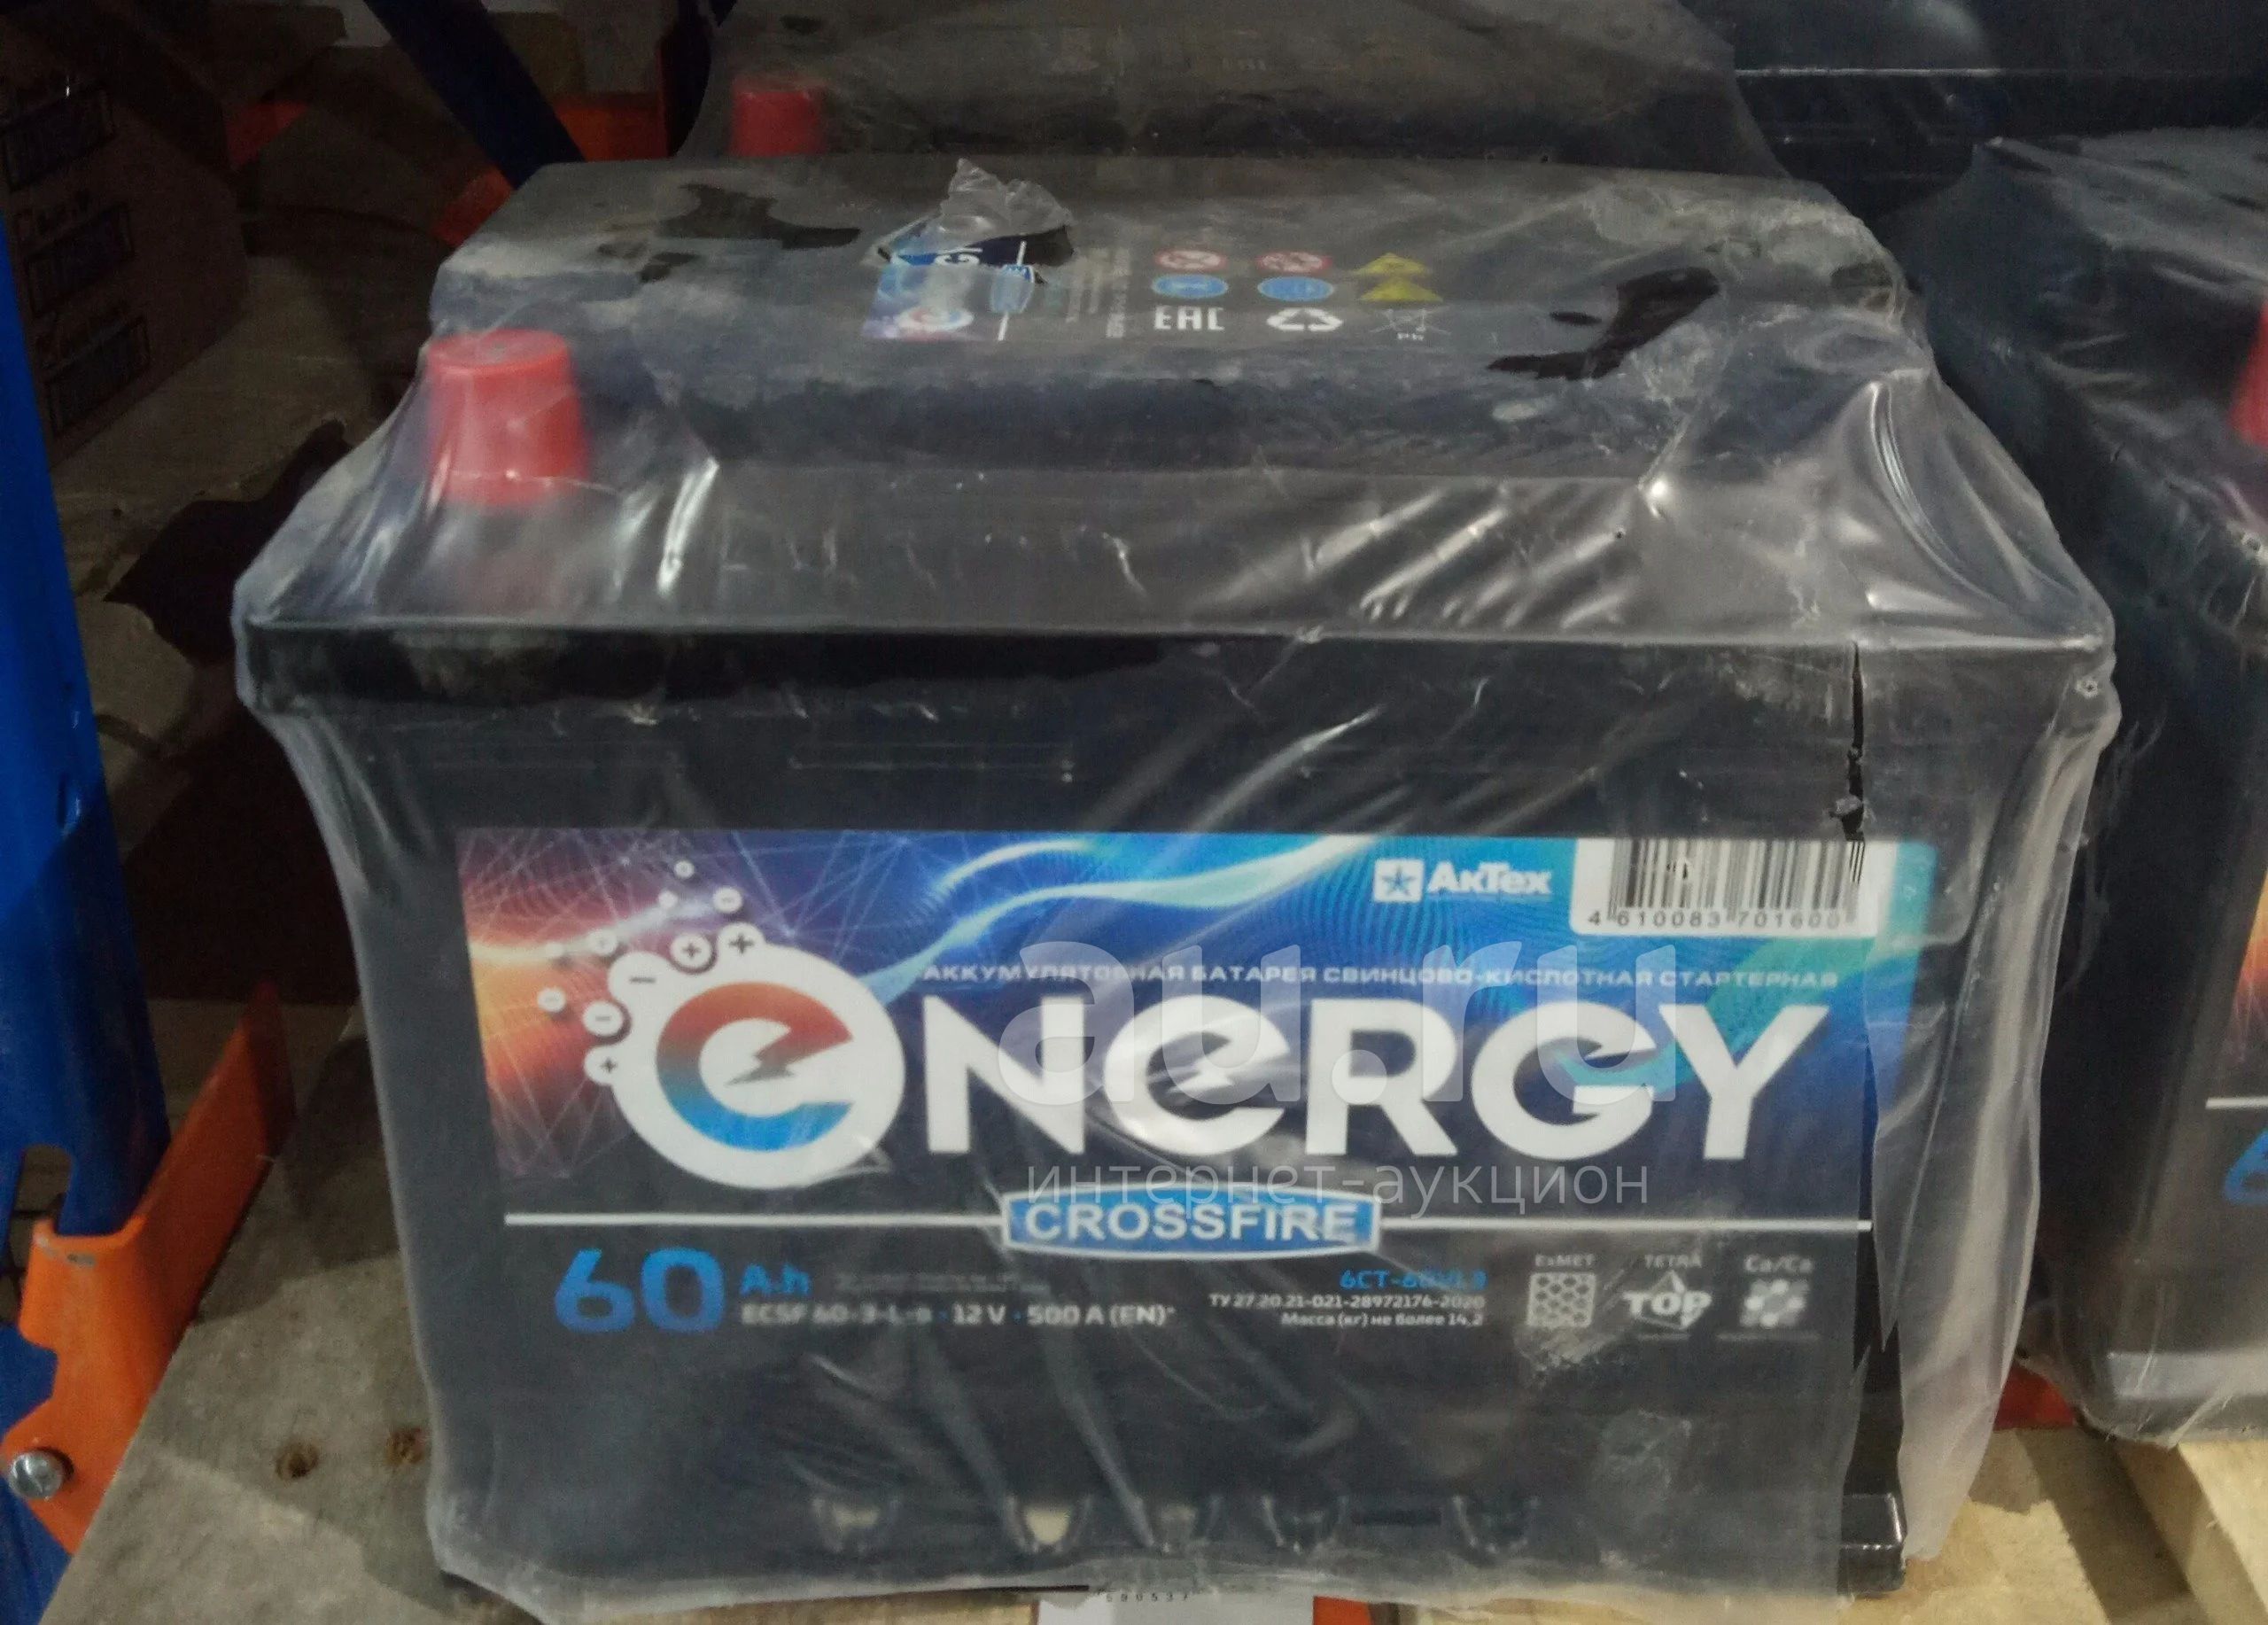 EAC
АкТех
4 610083 701600
АККУМУЛЯТОРНАЯ БАТАРЕЯ СВИНЦОВО-КИСЛОТНАЯ СТАРТЕРНАЯ
eNeRGY
au.ru
интернет-аукцион
CROSSFIRE
60 A.h
12 V · 500 A (EN)*
ТУ 27.20.21-021-28972176-2020
Масса (кг) не более 14,2
ExMET
TETRA
TOP
Ca/Ca